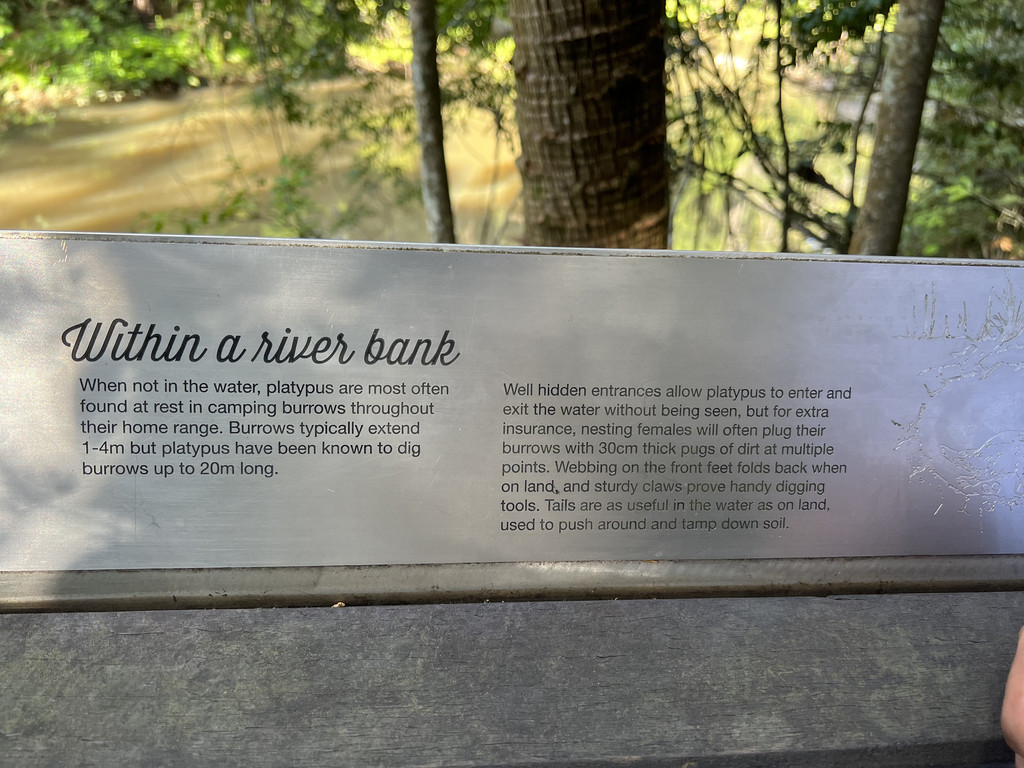 Within a river bank
When not in the water, platypus are most often
found at rest in camping burrows throughout
their home range. Burrows typically extend
1-4m but platypus have been known to dig
burrows up to 20m long.
Well hidden entrances allow platypus to enter and
exit the water without being seen, but for extra
insurance, nesting females will often plug their
burrows with 30cm thick pugs of dirt at multiple
points. Webbing on the front feet folds back when
on land, and sturdy claws prove handy digging
tools. Tails are as useful in the water as on land,
used to push around and tamp down soil.